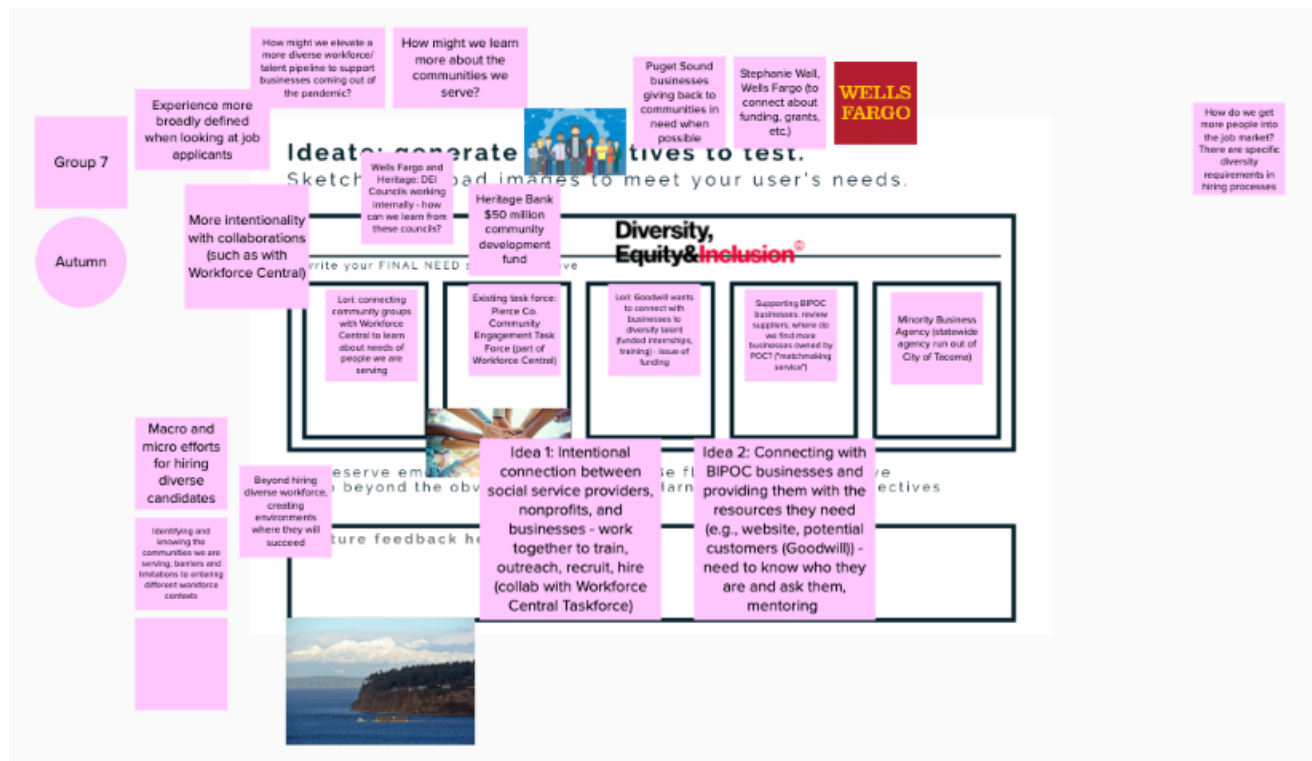 How might we elevate a
more diverse workforce/
talent pipeline to support
businesses coming out of
the pandemic?
How might we learn
more about the
communities we
serve?
Puget Sound
businesses
giving back to
communities in
need when
possible
Stephanie Wall,
Wells Fargo (to
connect about
funding, grants,
etc.)
WELLS
FARGO
How do we get
more people into
the job market?
There are specific
diversity
requirements in
hiring processes
Experience more
broadly defined
when looking at job
applicants
Group 7
Autumn
Ideate: generate tives to test.
Sketch oad images to meet your user's needs.
Wells Fargo and
Heritage: DEI
Councils working
internally - how
can we learn from
these councils?
More intentionality
with collaborations
(such as with
Workforce Central)
Heritage Bank
$50 million
community
development
fund
Diversity,
Equity&Inclusion
write your FINAL NEED s ove
Lori: connecting
community groups
with Workforce
Central to learn
about needs of
people we are
serving
Existing task force:
Pierce Co.
Community
Engagement Task
Force (part of
Workforce Central)
Lori: Goodwill wants
to connect with
businesses to
diversify talent
(funded internships,
training) - issue of
funding
Supporting BIPOC
businesses: review
suppliers; where do
we find more
businesses owned by
POC? ("matchmaking
service")
Minority Business
Agency (statewide
agency run out of
City of Tacoma)
Macro and
micro efforts
for hiring
diverse
candidates
Beyond hiring
diverse workforce,
creating
environments
where they will
succeed
Identifying and
knowing the
communities we are
serving; barriers and
limitations to entering
different workforce
contexts
eserve em se fl ve
o beyond the obv Harn ectives
ture feedback he
Idea 1: Intentional
connection between
social service providers,
nonprofits, and
businesses - work
together to train,
outreach, recruit, hire
(collab with Workforce
Central Taskforce)
Idea 2: Connecting with
BIPOC businesses and
providing them with the
resources they need
(e.g., website, potential
customers (Goodwill)) -
need to know who they
are and ask them,
mentoring